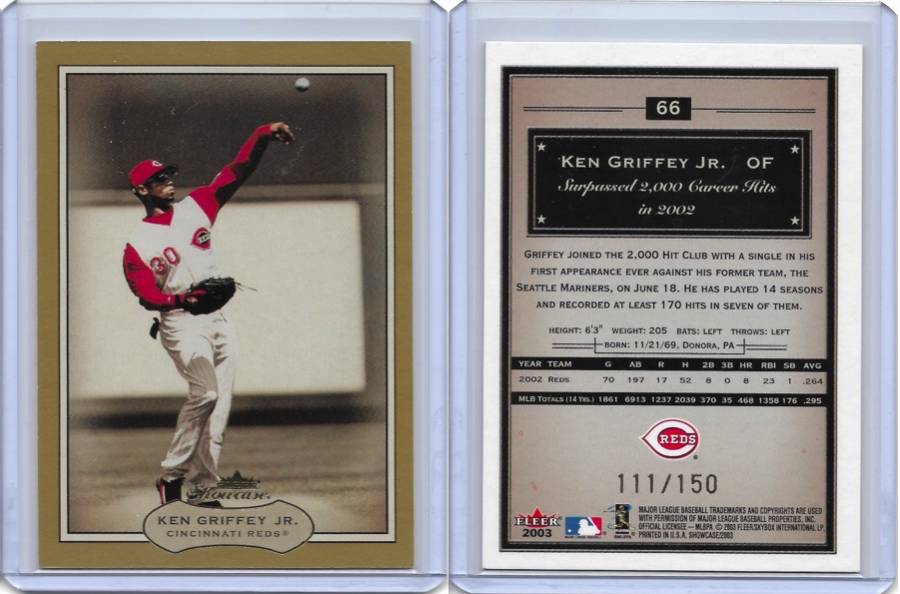 C
30
REDS
Showcase
KEN GRIFFEY JR.
CINCINNATI REDS®
66
KEN GRIFFEY JR. OF
Surpassed 2,000 Career Hits
in 2002
GRIFFEY JOINED THE 2,000 HIT CLUB WITH A SINGLE IN HIS
FIRST APPEARANCE EVER AGAINST HIS FORMER TEAM, THE
SEATTLE MARINERS, ON JUNE 18. HE HAS PLAYED 14 SEASONS
AND RECORDED AT LEAST 170 HITS IN SEVEN OF THEM.
HEIGHT: 6'3" WEIGHT: 205 BATS: LEFT THROWS: LEFT
BORN: 11/21/69, DONORA, PA
YEAR TEAM G AB R H 2B 3B HR RBI SB AVG
2002 REDS 70 197 17 52 8 0 8 23 1 .264
MLB TOTALS (14 YRS.) 1861 6913 1237 2039 370 35 468 1358 176 .295
REDS ®
111/150
FLEER
2003
MAJOR LEAGUE BASEBALL TRADEMARKS AND COPYRIGHTS ARE USED
WITH PERMISSION OF MAJOR LEAGUE BASEBALL PROPERTIES, INC.
OFFICIAL LICENSEE – MLBPA © 2003 FLEER/SKYBOX INTERNATIONAL LP.
PRINTED IN U.S.A. SHOWCASE/2003